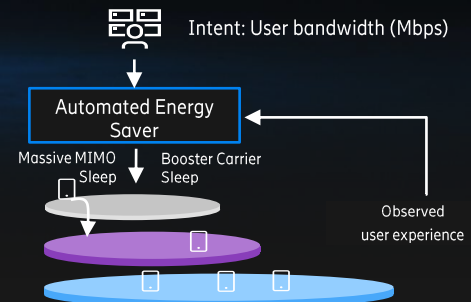 Intent: User bandwidth (Mbps)
Automated Energy
Saver
Massive MIMO
Sleep
Booster Carrier
Sleep
Observed
user experience